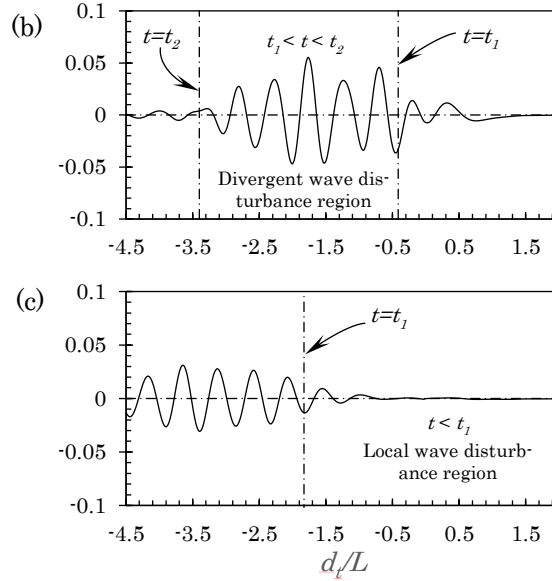 (b)
0.1
0.05
0
-0.05
-0.1
t=t2
t1< t< t2
t=t1
Divergent wave dis-
turbance region
-4.5 -3.5 -2.5 -1.5 -0.5 0.5 1.5
(c)
0.1
0.05
0
-0.05
-0.1
t=t1
t < t1
Local wave disturb-
ance region
-4.5 -3.5 -2.5 -1.5 -0.5 0.5 1.5
dt/L